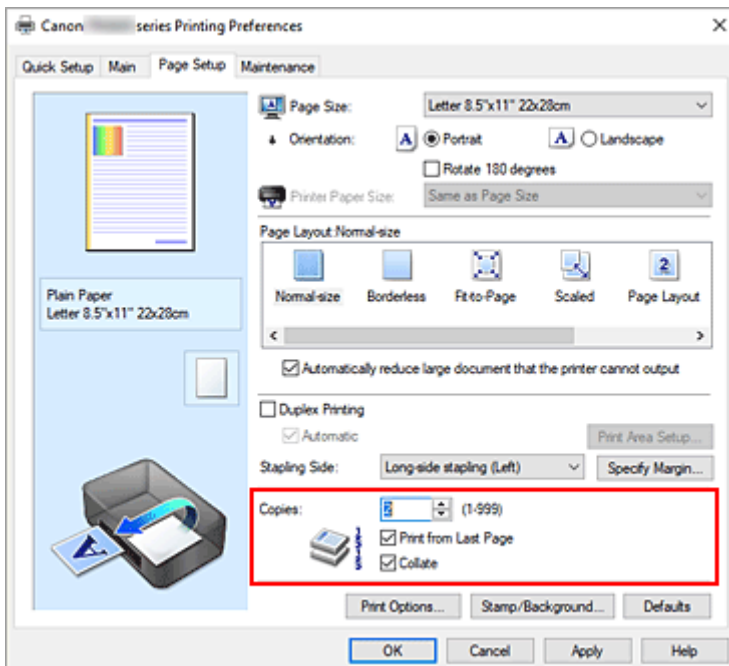 Canon series Printing Preferences
Quick Setup Main Page Setup Maintenance
Page Size: Letter 8.5"x11" 22x28cm
Orientation: A Portrait A Landscape
Rotate 180 degrees
Printer Paper Size: Same as Page Size
Page Layout:Normal-size
Normal-size Borderless Fit-to-Page Scaled Page Layout
Plain Paper
Letter 8.5"x11" 22x28cm
Automatically reduce large document that the printer cannot output
Duplex Printing
Automatic Print Area Setup...
Stapling Side: Long-side stapling (Left) Specify Margin...
Copies: 2 (1-999)
Print from Last Page
Collate
Print Options... Stamp/Background... Defaults
OK Cancel Apply Help